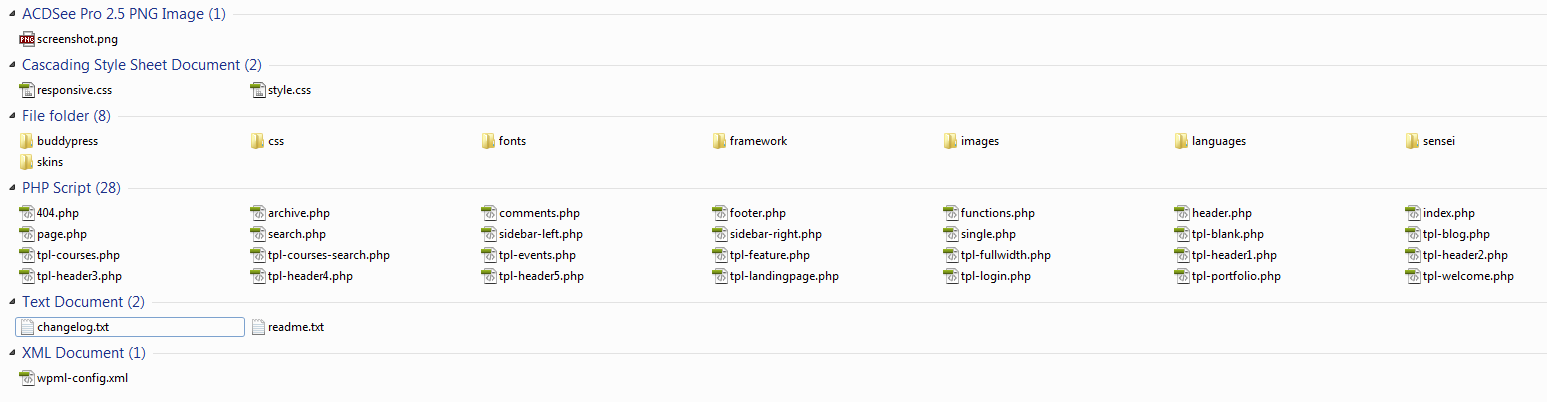 ACDSee Pro 2.5 PNG Image (1)
screenshot.png
Cascading Style Sheet Document (2)
responsive.css style.css
File folder (8)
buddypress css fonts framework images languages sensei
skins
PHP Script (28)
404.php archive.php comments.php footer.php functions.php header.php index.php
page.php search.php sidebar-left.php sidebar-right.php single.php tpl-blank.php tpl-blog.php
tpl-courses.php tpl-courses-search.php tpl-events.php tpl-feature.php tpl-fullwidth.php tpl-header1.php tpl-header2.php
tpl-header3.php tpl-header4.php tpl-header5.php tpl-landingpage.php tpl-login.php tpl-portfolio.php tpl-welcome.php
Text Document (2)
changelog.txt readme.txt
XML Document (1)
wpml-config.xml